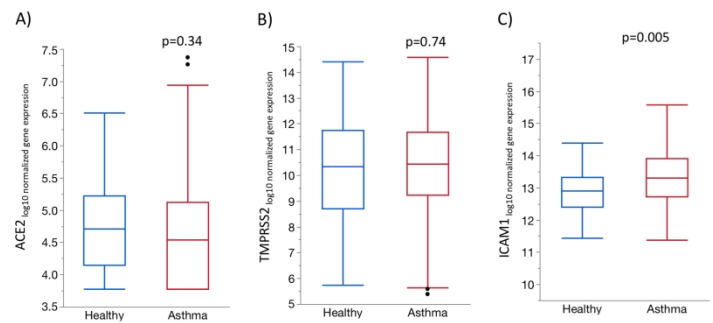 A)
p=0.34
ACE2 log10 normalized gene expression
7.5
7.0
6.5
6.0
5.5
5.0
4.5
4.0
3.5
Healthy Asthma
B)
p=0.74
TMPRSS2 log10 normalized gene expression
15
14
13
12
11
10
9
8
7
6
5
Healthy Asthma
C)
p=0.005
ICAM1 log10 normalized gene expression
17
16
15
14
13
12
11
10
Healthy Asthma